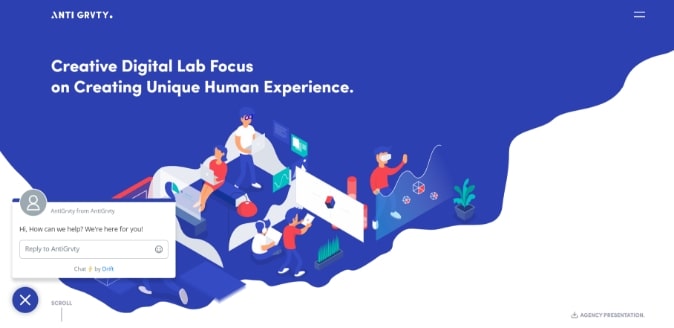 ANTI GRVTY.
Creative Digital Lab Focus
on Creating Unique Human Experience.
AntiGrvty from AntiGrvty
Hi, How can we help? We're here for you!
Reply to AntiGrvty
Chat⚡by Drift
SCROLL
AGENCY PRESENTATION.